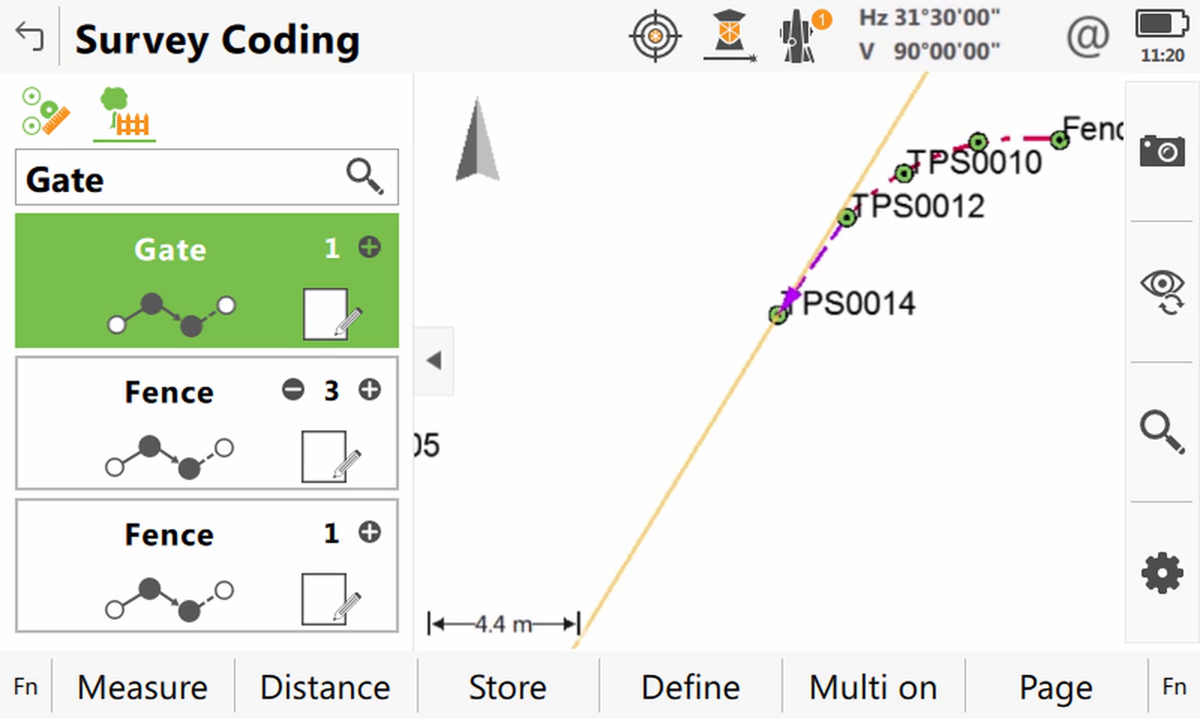 Survey Coding
1
Hz 31°30'00"
V 90°00'00"
@
11:20
Gate
Gate 1
Fence 3
Fence 1
Fenc
TPS0010
TPS0012
TPS0014
05
4.4 m
Fn Measure Distance Store Define Multi on Page Fn